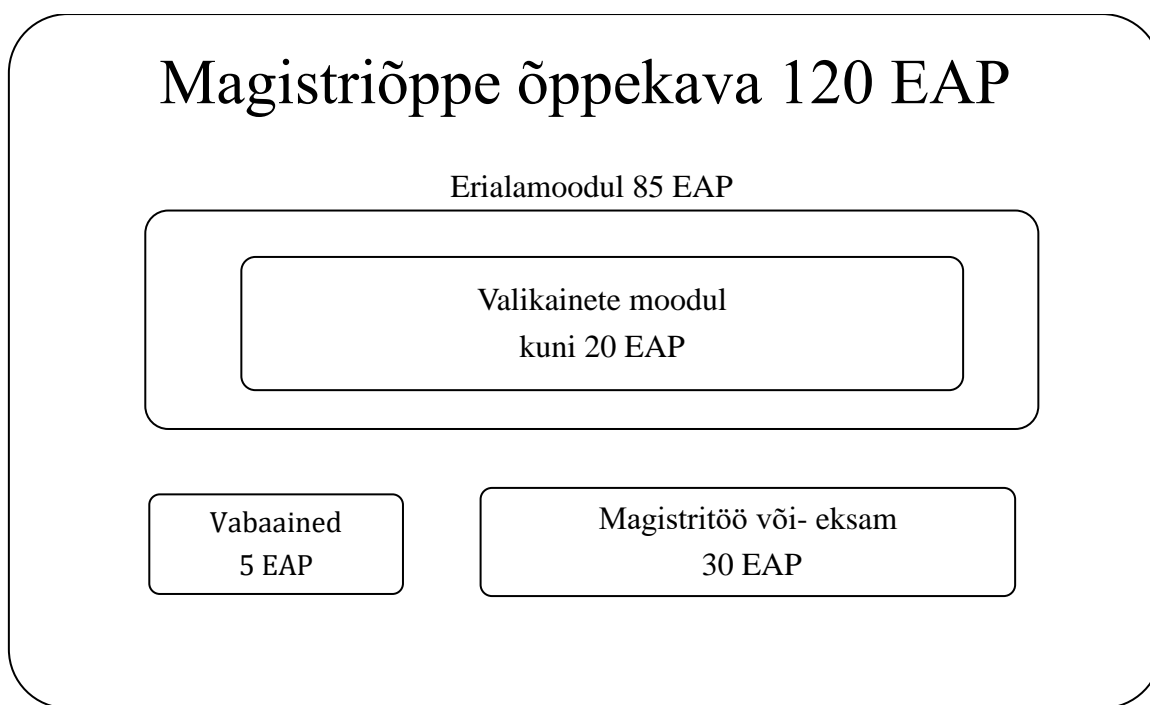 Magistriõppe õppekava 120 EAP
Erialamoodul 85 EAP
Valikainete moodul
kuni 20 EAP
Vabaained
5 EAP
Magistritöö või- eksam
30 EAP